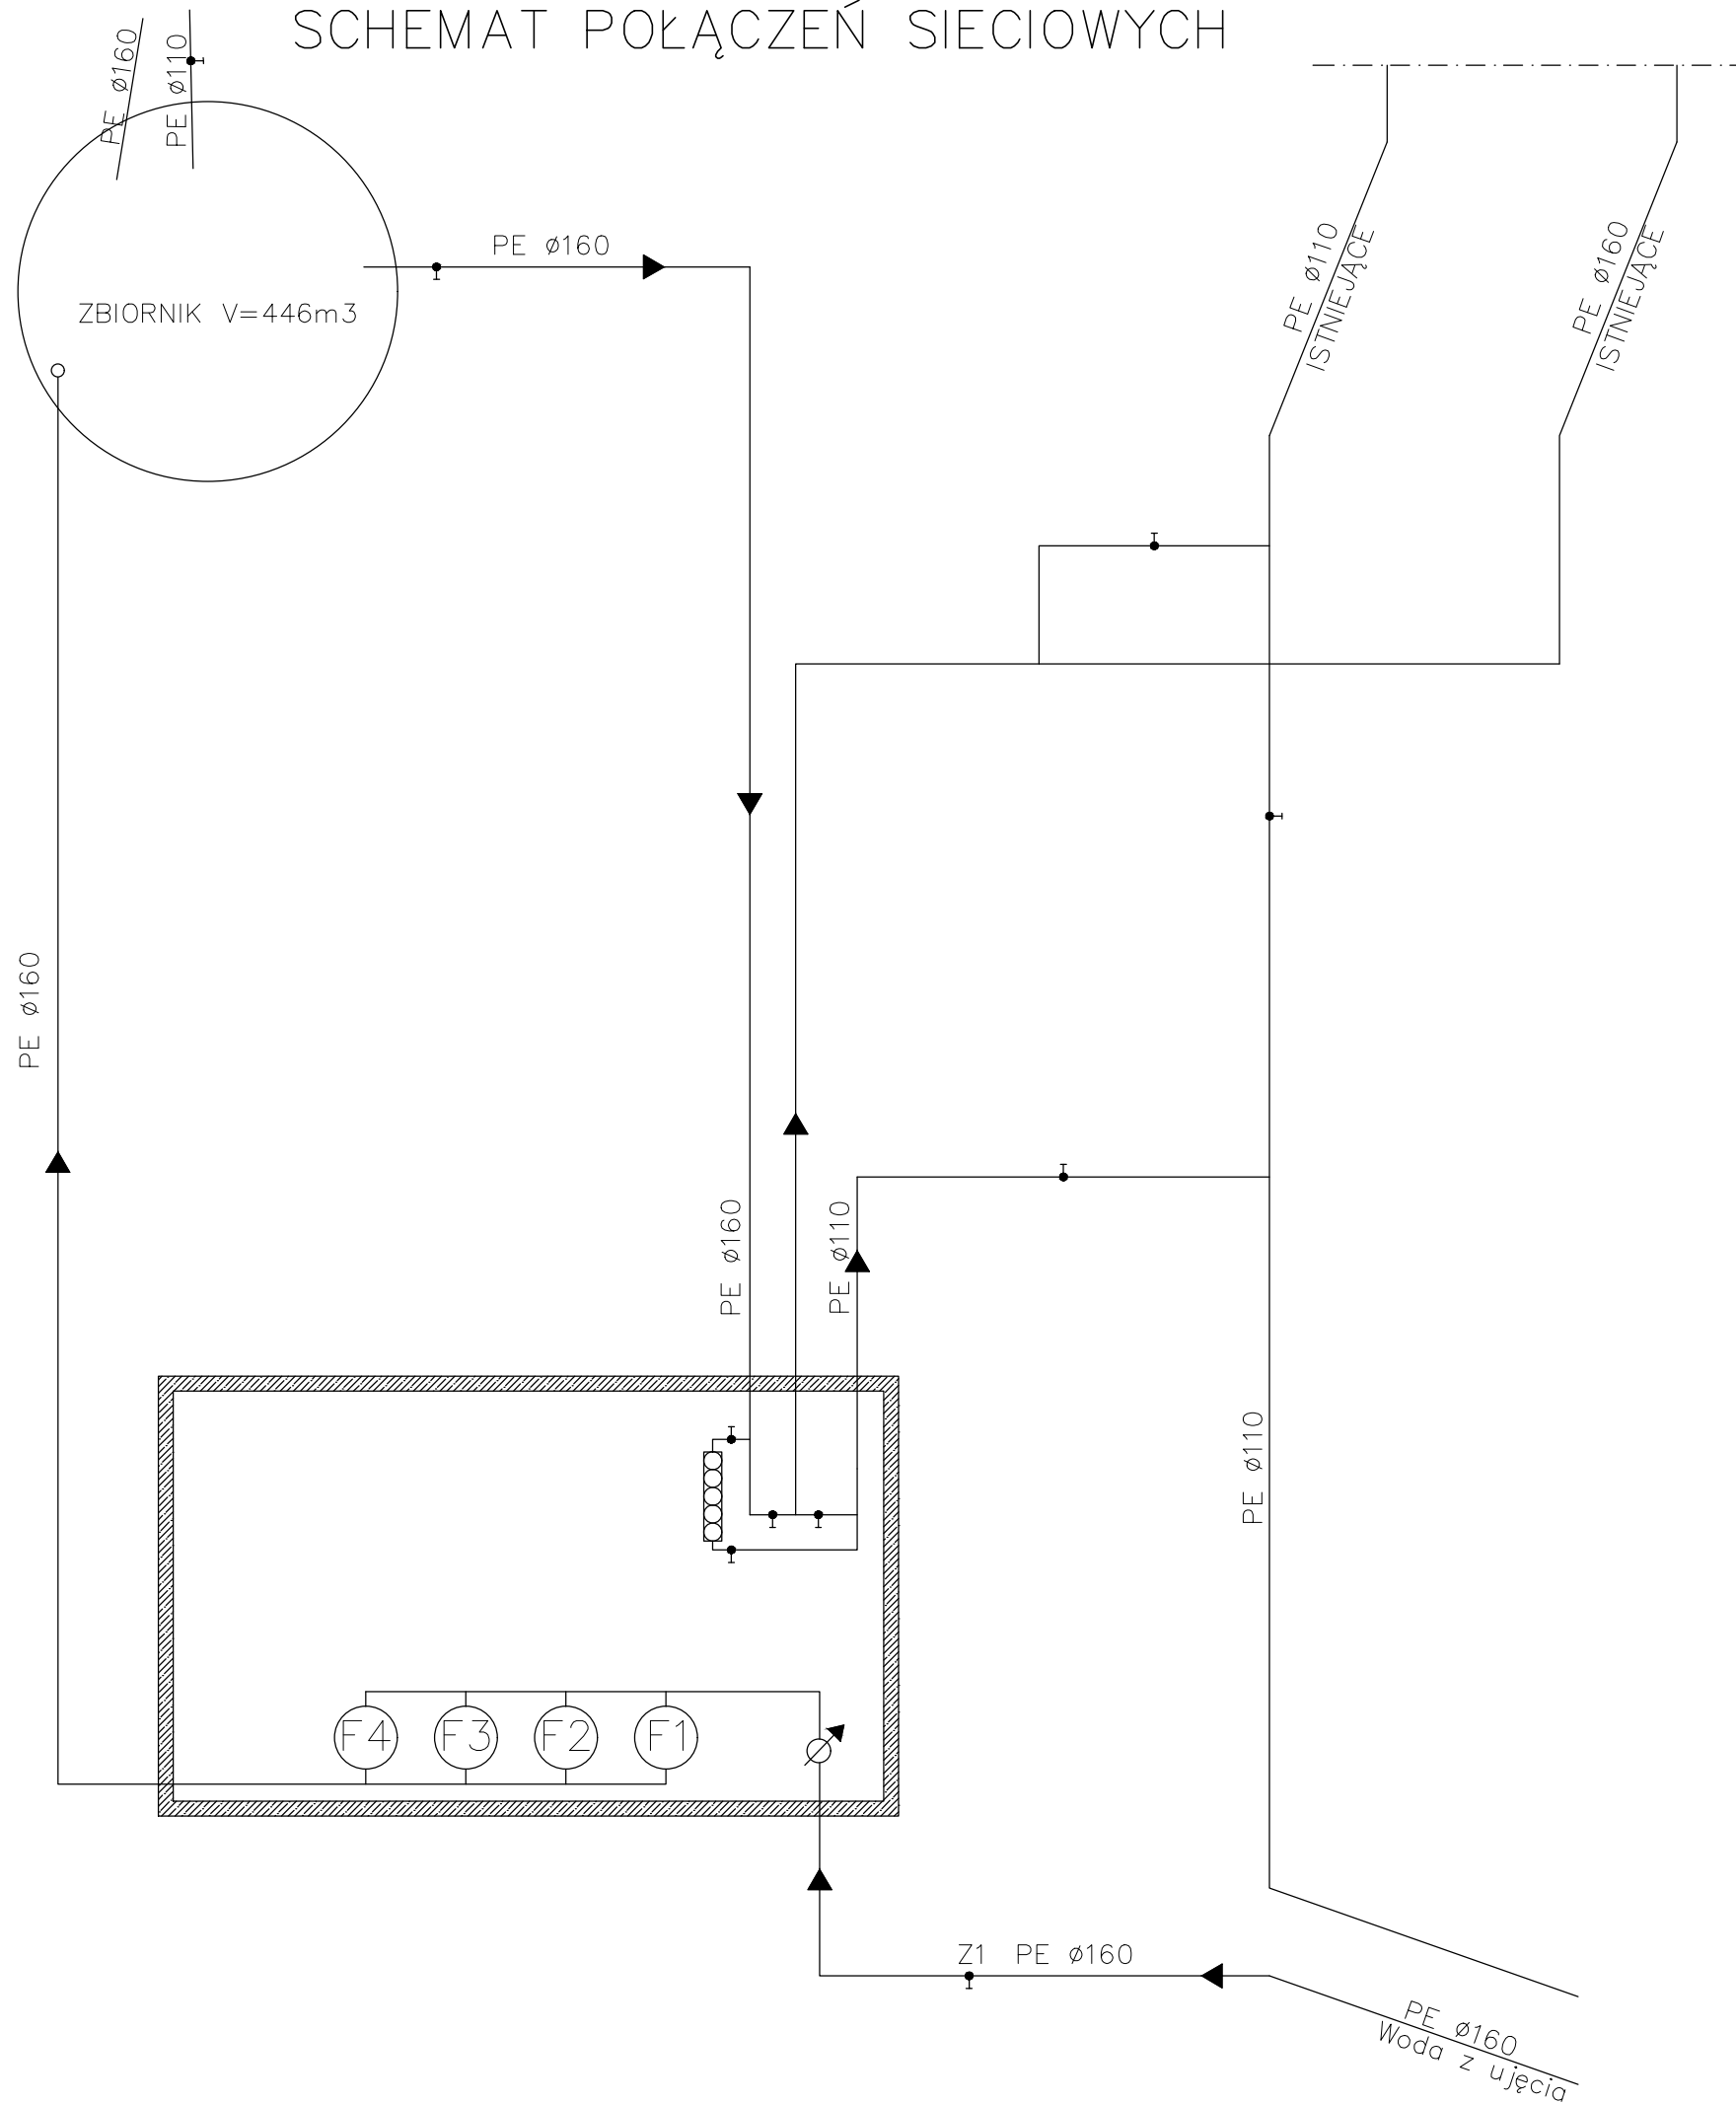 SCHEMAT POŁĄCZEŃ SIECIOWYCH
PE ø160
PE ø110
PE ø160
ZBIORNIK V=446m3
PE ø110
ISTNIEJĄCE
PE ø160
ISTNIEJĄCE
PE ø160
PE ø160
PE ø110
PE ø110
F4
F3
F2
F1
Z1 PE ø160
PE ø160
Woda z ujęcia